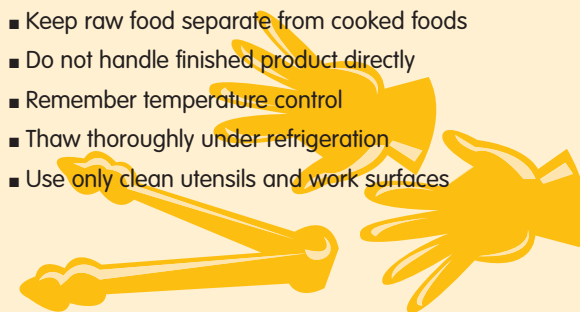 ▪ Keep raw food separate from cooked foods
▪ Do not handle finished product directly
▪ Remember temperature control
▪ Thaw thoroughly under refrigeration
▪ Use only clean utensils and work surfaces